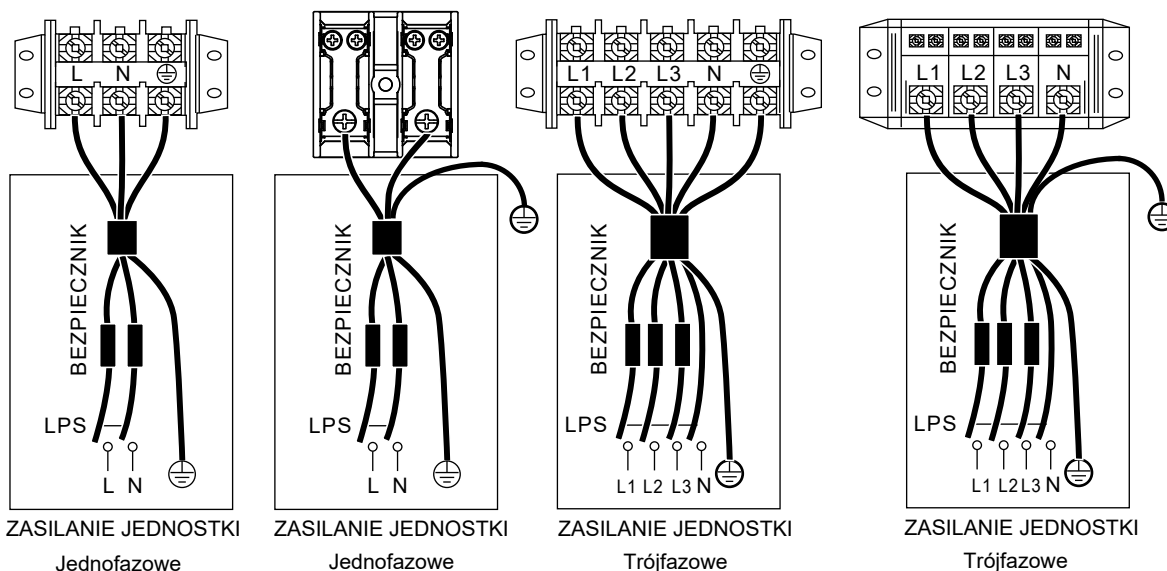 L N
L1 L2 L3 N
L1 L2 L3 N
BEZPIECZNIK
BEZPIECZNIK
BEZPIECZNIK
BEZPIECZNIK
LPS
LPS
LPS
LPS
L N
L N
L1 L2 L3 N
L1 L2 L3 N
ZASILANIE JEDNOSTKI
Jednofazowe
ZASILANIE JEDNOSTKI
Jednofazowe
ZASILANIE JEDNOSTKI
Trójfazowe
ZASILANIE JEDNOSTKI
Trójfazowe